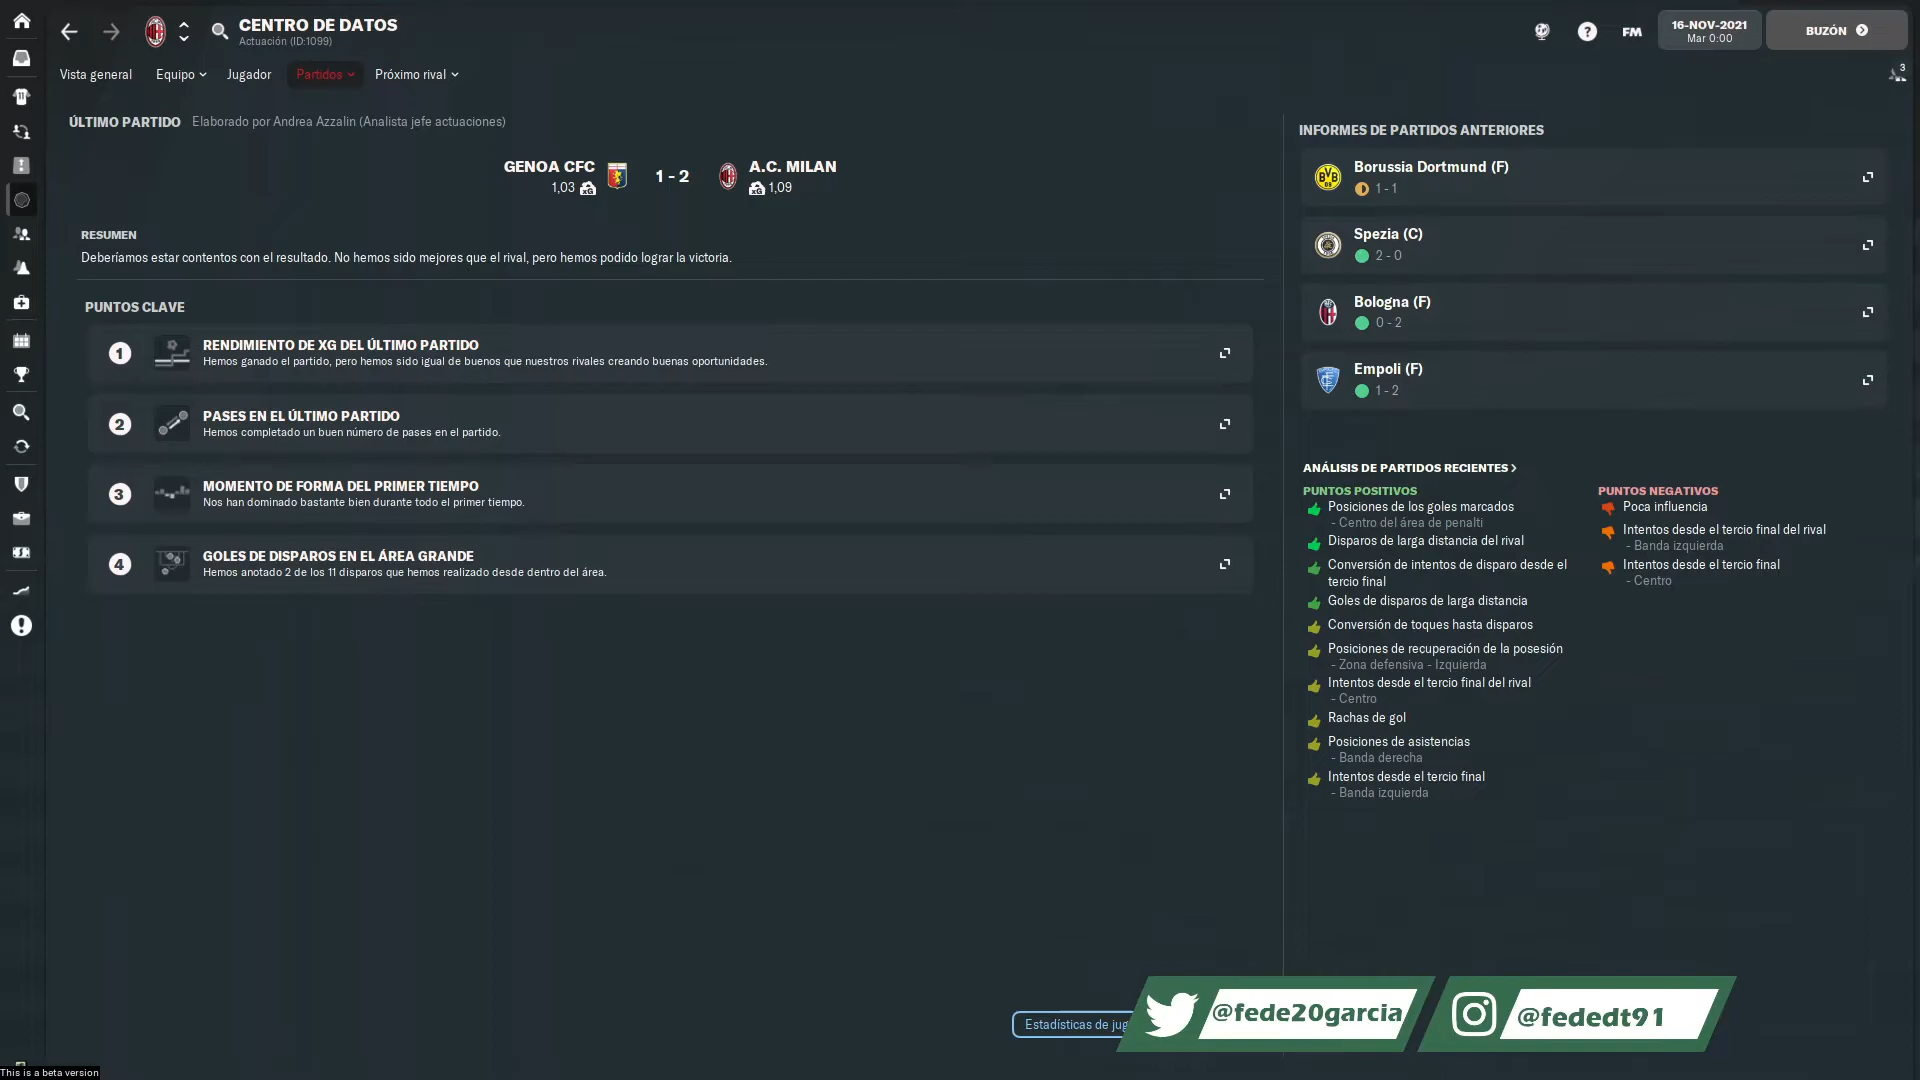 CENTRO DE DATOS
Actuación (ID:1099)
FM
16-NOV-2021
Mar 0:00
BUZÓN
Vista general
Equipo
Jugador
Partidos
Próximo rival
3
ÚLTIMO PARTIDO
Elaborado por Andrea Azzalin (Analista jefe actuaciones)
GENOA CFC
1,03
xG
1 - 2
A.C. MILAN
xG
1,09
RESUMEN
Deberíamos estar contentos con el resultado. No hemos sido mejores que el rival, pero hemos podido lograr la victoria.
PUNTOS CLAVE
1
RENDIMIENTO DE XG DEL ÚLTIMO PARTIDO
Hemos ganado el partido, pero hemos sido igual de buenos que nuestros rivales creando buenas oportunidades.
2
PASES EN EL ÚLTIMO PARTIDO
Hemos completado un buen número de pases en el partido.
3
MOMENTO DE FORMA DEL PRIMER TIEMPO
Nos han dominado bastante bien durante todo el primer tiempo.
4
GOLES DE DISPAROS EN EL ÁREA GRANDE
Hemos anotado 2 de los 11 disparos que hemos realizado desde dentro del área.
INFORMES DE PARTIDOS ANTERIORES
Borussia Dortmund (F)
1 - 1
Spezia (C)
2 - 0
Bologna (F)
0 - 2
Empoli (F)
1 - 2
ANÁLISIS DE PARTIDOS RECIENTES
PUNTOS POSITIVOS
Posiciones de los goles marcados
- Centro del área de penalti
Disparos de larga distancia del rival
Conversión de intentos de disparo desde el
tercio final
Goles de disparos de larga distancia
Conversión de toques hasta disparos
Posiciones de recuperación de la posesión
- Zona defensiva - Izquierda
Intentos desde el tercio final del rival
- Centro
Rachas de gol
Posiciones de asistencias
- Banda derecha
Intentos desde el tercio final
- Banda izquierda
PUNTOS NEGATIVOS
Poca influencia
Intentos desde el tercio final del rival
- Banda izquierda
Intentos desde el tercio final
- Centro
Estadísticas de jug
@fede20garcia
@fededt91
This is a beta version